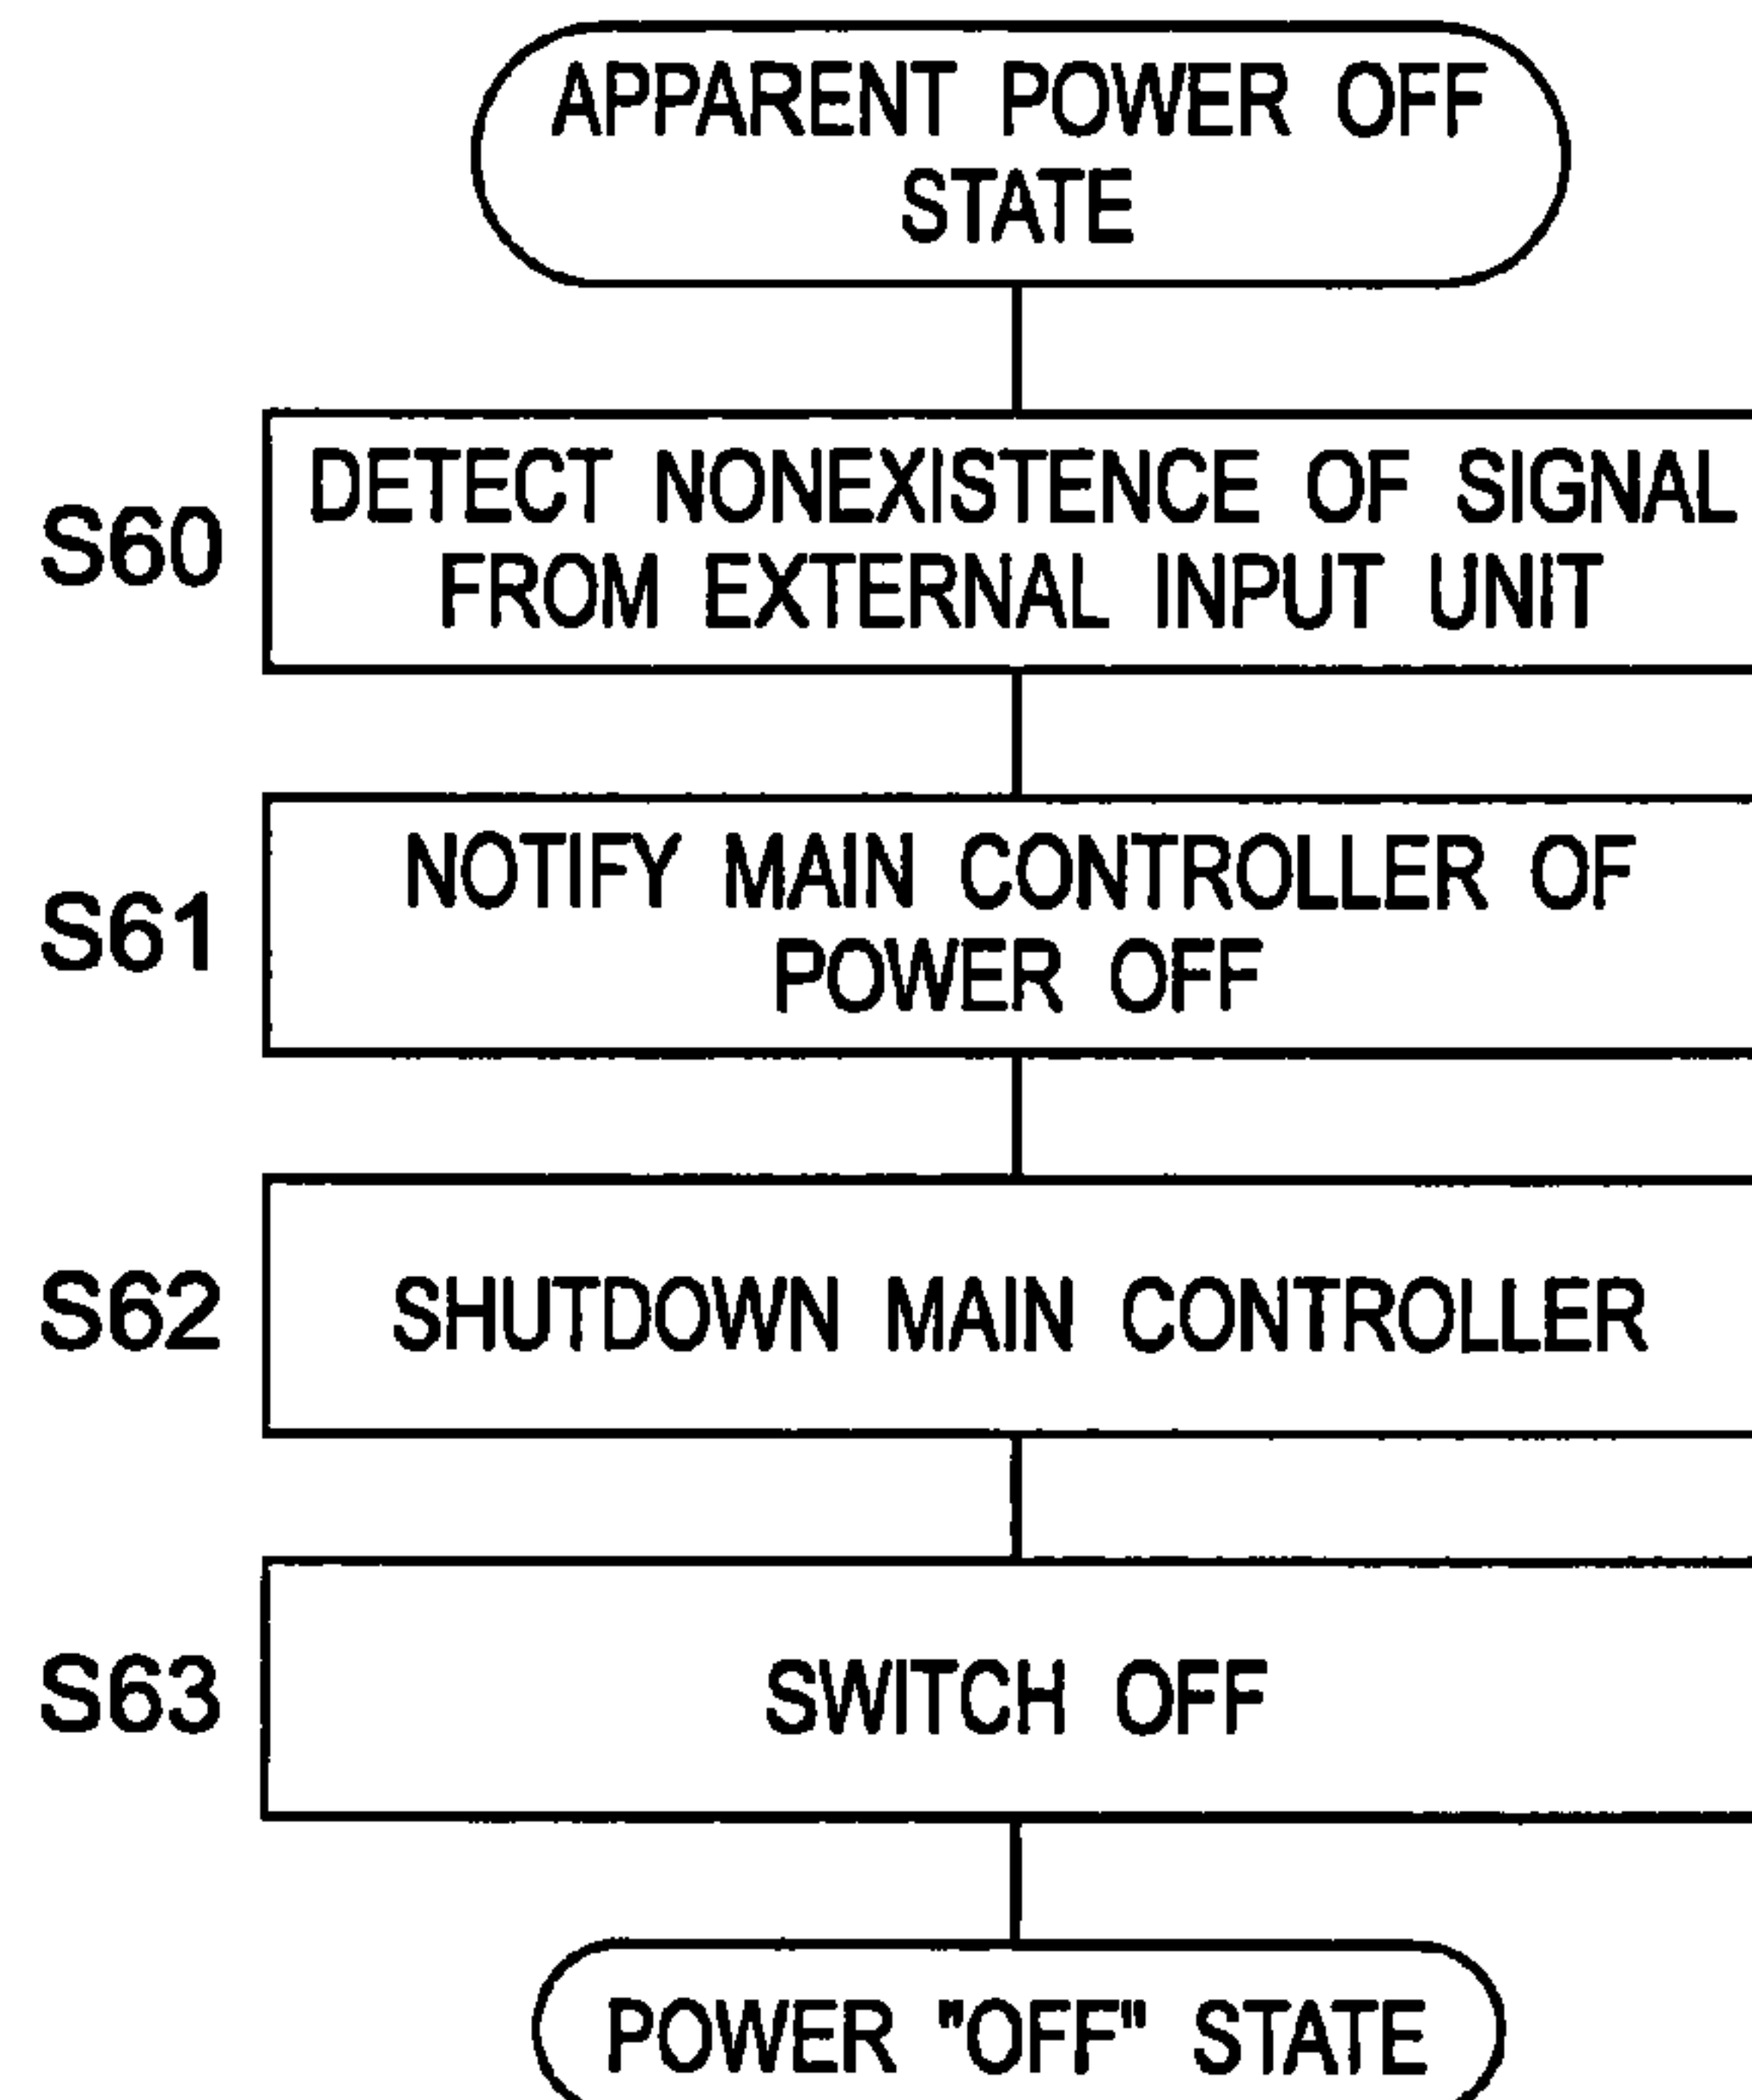 APPARENT POWER OFF
STATE
S60
DETECT NONEXISTENCE OF SIGNAL
FROM EXTERNAL INPUT UNIT
S61
NOTIFY MAIN CONTROLLER OF
POWER OFF
S62
SHUTDOWN MAIN CONTROLLER
S63
SWITCH OFF
POWER "OFF" STATE